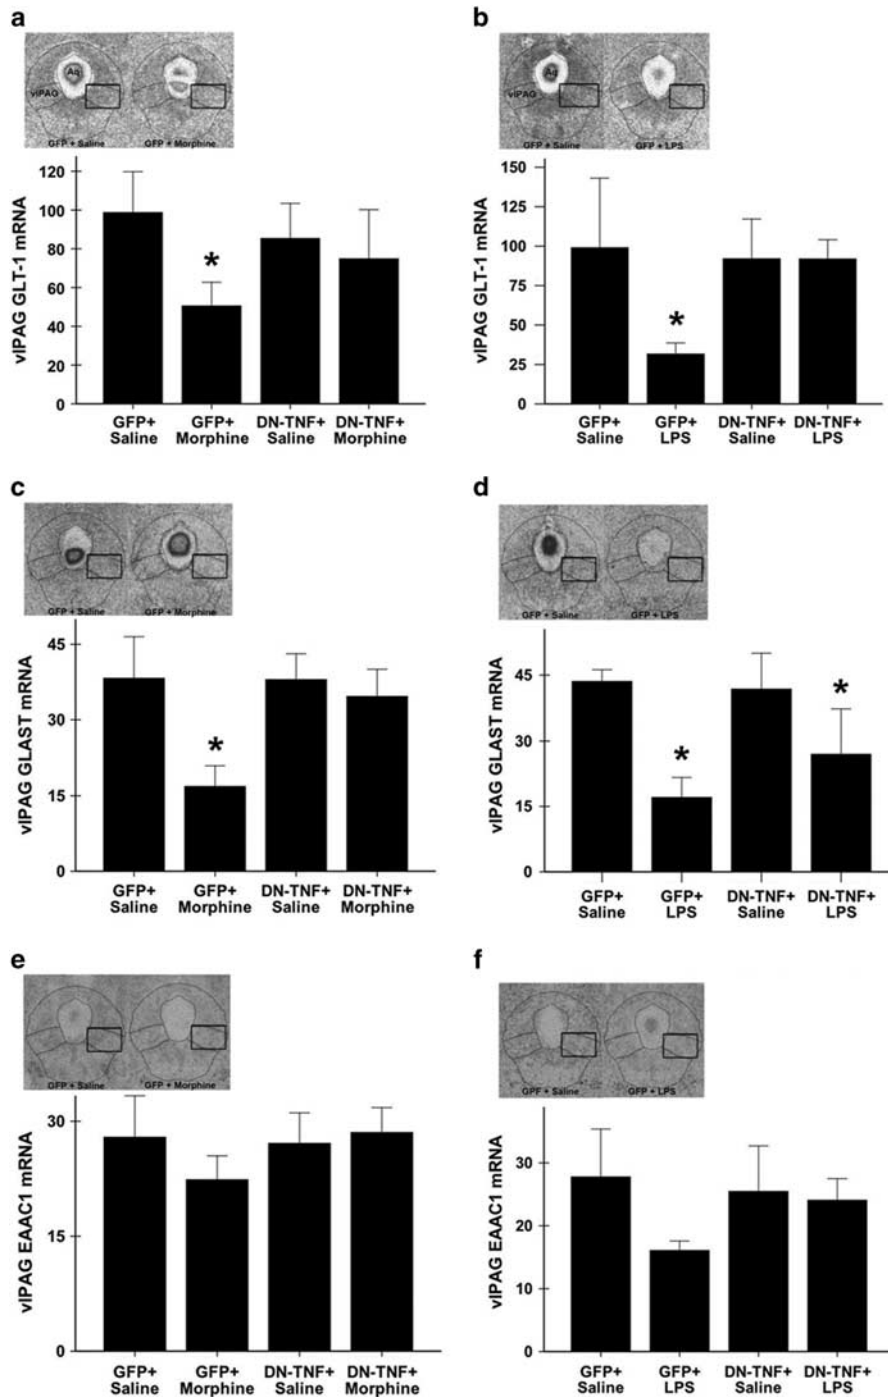 a
Aq
vlPAG
GFP + Saline
GFP + Morphine
vlPAG GLT-1 mRNA
120
100
80
60
40
20
0
*
GFP+
Saline
GFP+
Morphine
DN-TNF+
Saline
DN-TNF+
Morphine
b
Aq
vlPAG
GFP + Saline
GFP + LPS
vlPAG GLT-1 mRNA
150
125
100
75
50
25
0
*
GFP+
Saline
GFP+
LPS
DN-TNF+
Saline
DN-TNF+
LPS
c
GFP + Saline
GFP + Morphine
vlPAG GLAST mRNA
45
30
15
0
*
GFP+
Saline
GFP+
Morphine
DN-TNF+
Saline
DN-TNF+
Morphine
d
GFP + Saline
GFP + LPS
vlPAG GLAST mRNA
45
30
15
0
*
*
GFP+
Saline
GFP+
LPS
DN-TNF+
Saline
DN-TNF+
LPS
e
GFP + Saline
GFP + Morphine
vlPAG EAAC1 mRNA
30
15
0
GFP+
Saline
GFP+
Morphine
DN-TNF+
Saline
DN-TNF+
Morphine
f
GPF + Saline
GFP + LPS
vlPAG EAAC1 mRNA
30
20
10
0
GFP+
Saline
GFP+
LPS
DN-TNF+
Saline
DN-TNF+
LPS